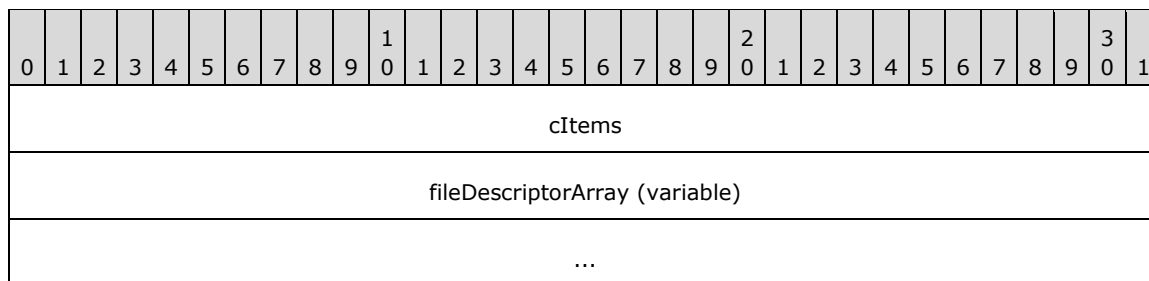 1 2 3
0 1 2 3 4 5 6 7 8 9 0 1 2 3 4 5 6 7 8 9 0 1 2 3 4 5 6 7 8 9 0 1
cItems
fileDescriptorArray (variable)
...